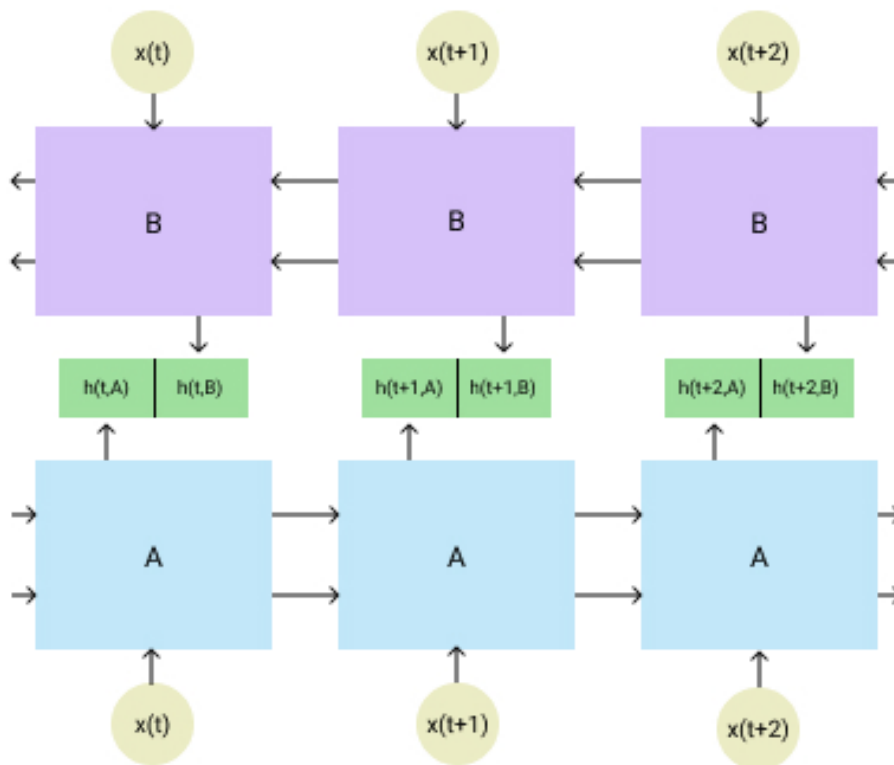 x(t) x(t+1) x(t+2)
B B B
h(t,A) h(t,B) h(t+1,A) h(t+1,B) h(t+2,A) h(t+2,B)
A A A
x(t) x(t+1) x(t+2)